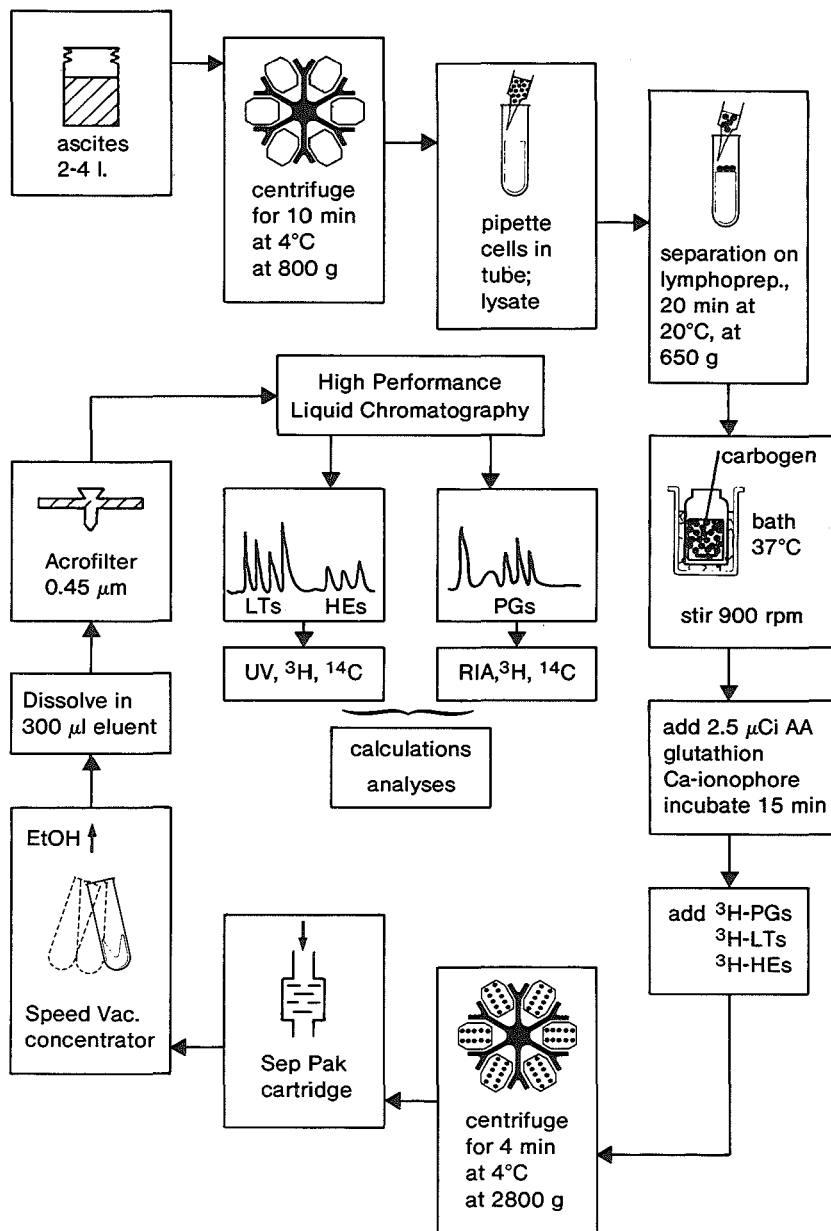 ascites
2-4 l.
centrifuge
for 10 min
at 4°C
at 800 g
pipette
cells in
tube;
lysate
separation on
lymphoprep.,
20 min at
20°C, at
650 g
carbogen
bath
37°C
stir 900 rpm
add 2.5 μCi AA
glutathion
Ca-ionophore
incubate 15 min
add ³H-PGs
³H-LTs
³H-HEs
centrifuge
for 4 min
at 4°C
at 2800 g
Sep Pak
cartridge
EtOH
Speed Vac.
concentrator
Dissolve in
300 μl eluent
Acrofilter
0.45 μm
High Performance
Liquid Chromatography
LTs HEs
PGs
UV, ³H, ¹⁴C
RIA,³H, ¹⁴C
calculations
analyses